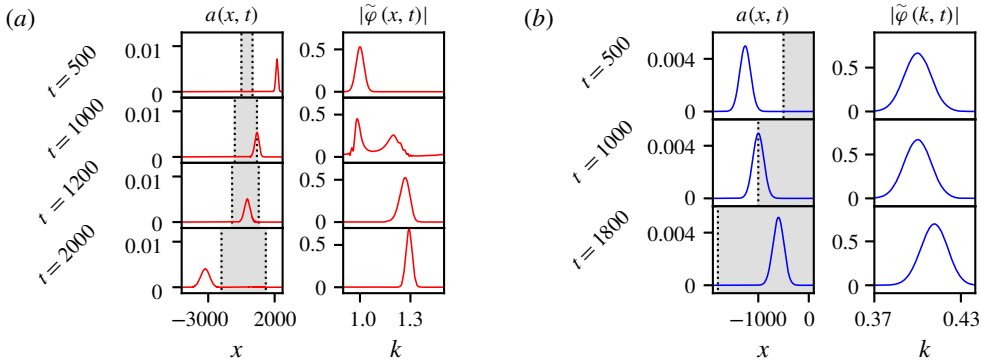 (a)
a(x, t)
|φ̃(x, t)|
t = 500
0.01
0
0.5
0
t = 1000
0.01
0
0.5
0
t = 1200
0.01
0
0.5
0
t = 2000
0.01
0
0.5
0
−3000 2000
1.0 1.3
x
k
(b)
a(x, t)
|φ̃(k, t)|
t = 500
0.004
0
0.5
0
t = 1000
0.004
0
0.5
0
t = 1800
0.004
0
0.5
0
−1000 0
0.37 0.43
x
k